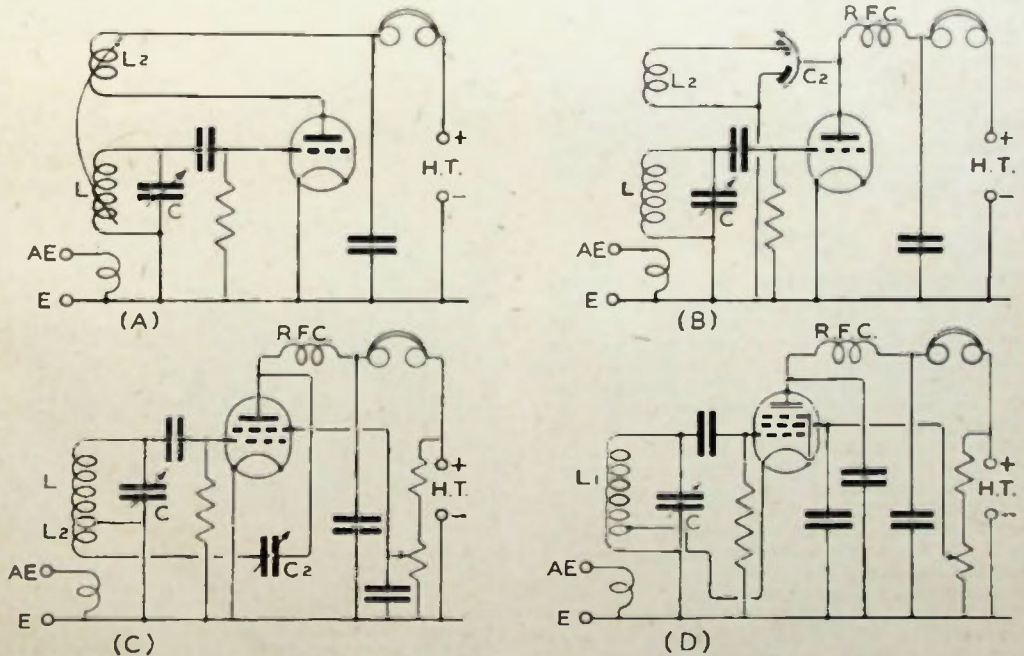 L2
L
C
AE
E
+
H.T.
-
(A)
R.F.C.
L2
C2
L
C
AE
E
+
H.T.
-
(B)
R.F.C.
L
L2
C
C2
AE
E
+
H.T.
-
(C)
R.F.C.
L1
C
AE
E
+
H.T.
-
(D)